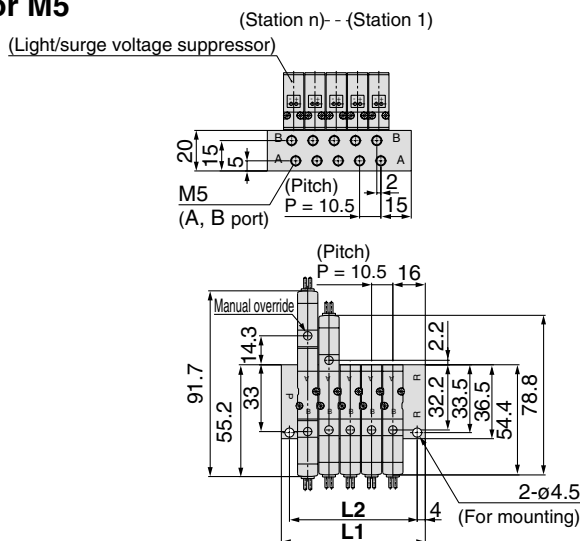 or M5
(Station n)- - (Station 1)
(Light/surge voltage suppressor)
B
B
A
A
20
15
5
M5
(A, B port)
(Pitch)
P = 10.5
2
15
(Pitch)
P = 10.5
16
Manual override
14.3
2.2
91.7
55.2
33
P
A
A
A
A
B
B
B
B
R
R
32.2
33.5
36.5
54.4
78.8
2-ø4.5
(For mounting)
L2
4
L1